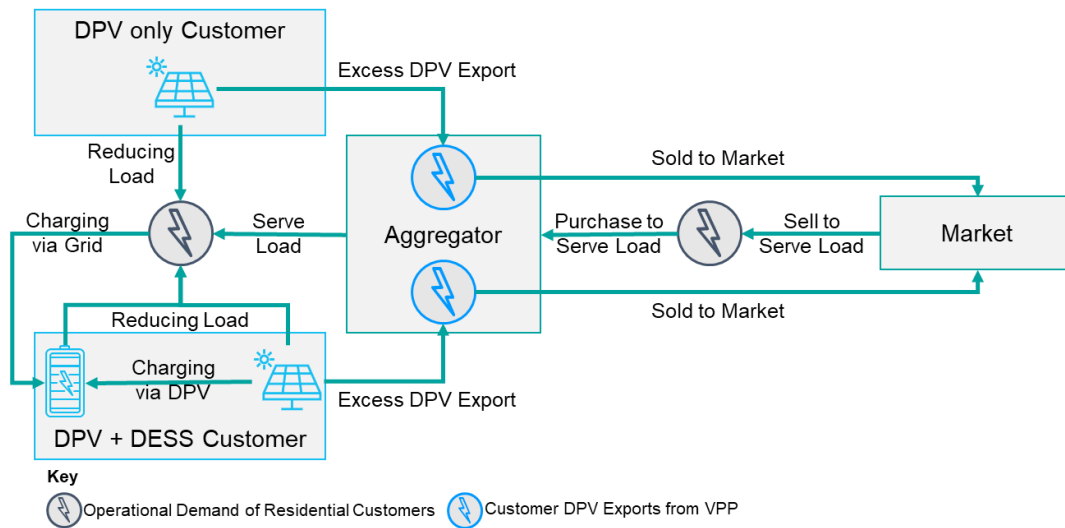 DPV only Customer
Excess DPV Export
Reducing
Load
Sold to Market
Charging
via Grid
Serve
Load
Aggregator
Purchase to
Serve Load
Sell to
Serve Load
Market
Sold to Market
Reducing Load
Charging
via DPV
Excess DPV Export
DPV + DESS Customer
Key
Operational Demand of Residential Customers
Customer DPV Exports from VPP